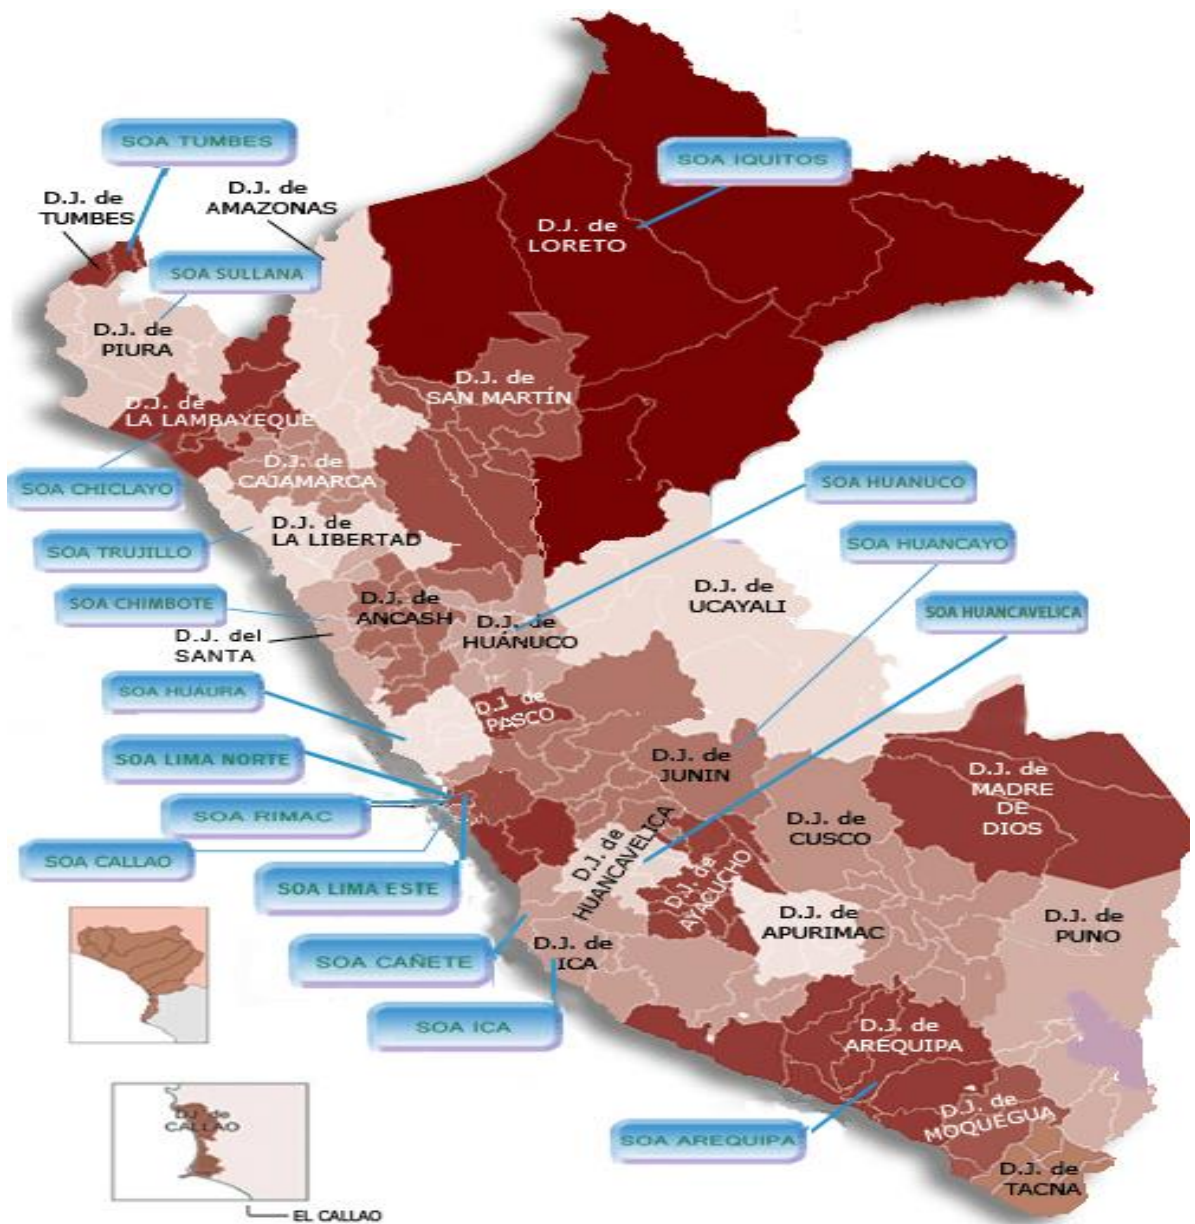 SOA TUMBES
SOA IQUITOS
D.J. de
AMAZONAS
D.J. de
TUMBES
D.J. de
LORETO
SOA SULLANA
D.J. de
PIURA
D.J. de
SAN MARTÍN
D.J. de
LA LAMBAYEQUE
D.J. de
CAJAMARCA
SOA CHICLAYO
SOA HUANUCO
D.J. de
LA LIBERTAD
SOA TRUJILLO
SOA HUANCAYO
SOA CHIMBOTE
D.J. de
ANCASH
D.J. de
UCAYALI
SOA HUANCAVELICA
D.J. de
HUÁNUCO
D.J. del
SANTA
SOA HUAURA
D.J. de
PASCO
SOA LIMA NORTE
D.J. de
JUNIN
D.J. de
MADRE
DE
DIOS
SOA RIMAC
D.J. de
CUSCO
SOA CALLAO
D.J. de
HUANCAVELICA
SOA LIMA ESTE
D.J. de
AYACUCHO
D.J. de
APURIMAC
D.J. de
PUNO
SOA CAÑETE
D.J. de
ICA
SOA ICA
D.J. de
AREQUIPA
D.J. de
MOQUEGUA
SOA AREQUIPA
D.J. de
TACNA
D.J. de
CALLAO
EL CALLAO